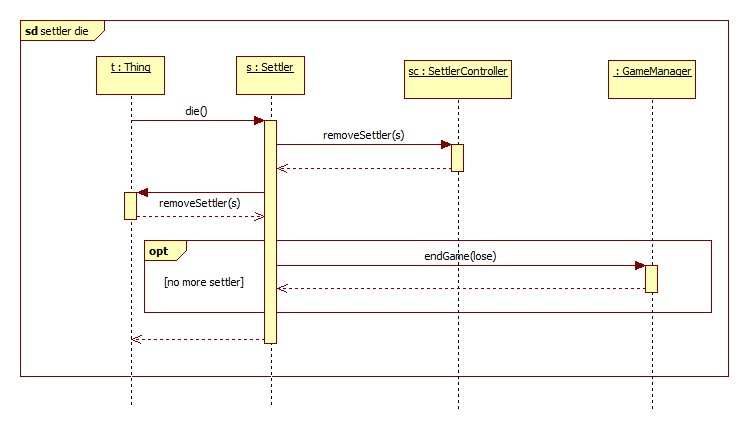 sd settler die
t : Thing
s : Settler
sc : SettlerController
: GameManager
die()
removeSettler(s)
removeSettler(s)
opt
endGame(lose)
[no more settler]